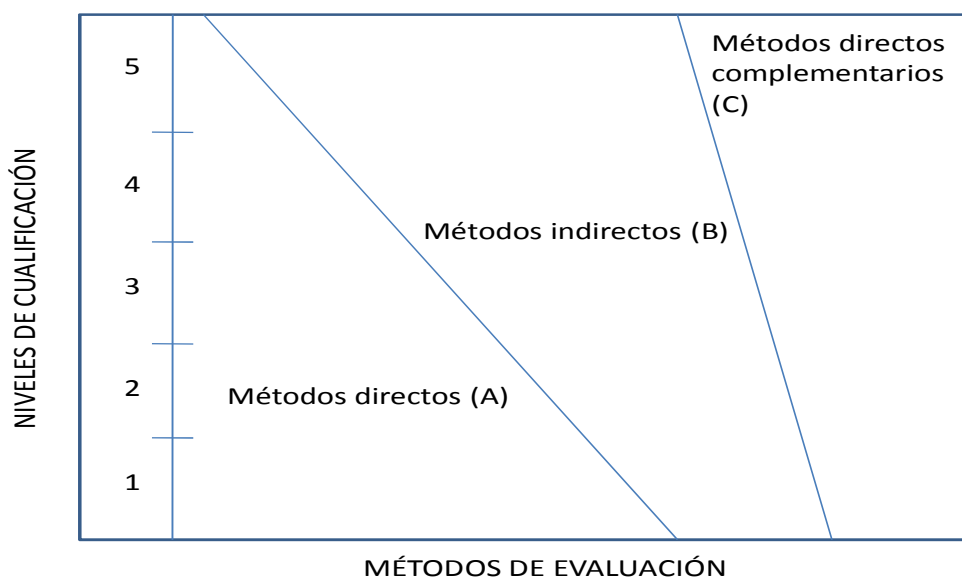 NIVELES DE CUALIFICACIÓN
5
4
3
2
1
Métodos directos
complementarios
(C)
Métodos indirectos (B)
Métodos directos (A)
MÉTODOS DE EVALUACIÓN